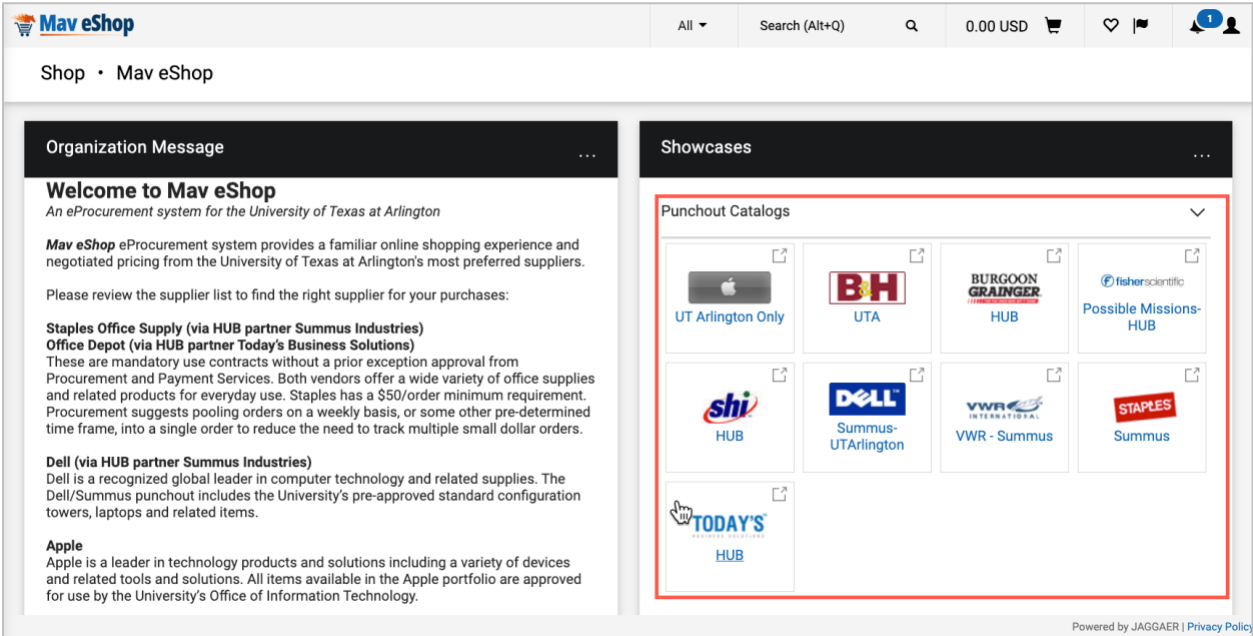 Mav eShop
All
Search (Alt+Q)
0.00 USD
1
Shop • Mav eShop
Organization Message
...
Welcome to Mav eShop
An eProcurement system for the University of Texas at Arlington
Mav eShop eProcurement system provides a familiar online shopping experience and
negotiated pricing from the University of Texas at Arlington's most preferred suppliers.
Please review the supplier list to find the right supplier for your purchases:
Staples Office Supply (via HUB partner Summus Industries)
Office Depot (via HUB partner Today's Business Solutions)
These are mandatory use contracts without a prior exception approval from
Procurement and Payment Services. Both vendors offer a wide variety of office supplies
and related products for everyday use. Staples has a $50/order minimum requirement.
Procurement suggests pooling orders on a weekly basis, or some other pre-determined
time frame, into a single order to reduce the need to track multiple small dollar orders.
Dell (via HUB partner Summus Industries)
Dell is a recognized global leader in computer technology and related supplies. The
Dell/Summus punchout includes the University's pre-approved standard configuration
towers, laptops and related items.
Apple
Apple is a leader in technology products and solutions including a variety of devices
and related tools and solutions. All items available in the Apple portfolio are approved
for use by the University's Office of Information Technology.
Showcases
...
Punchout Catalogs
UT Arlington Only
B&H
UTA
BURGOON
GRAINGER
HUB
fisherscientific
Possible Missions-
HUB
shi
HUB
DELL
Summus-
UTArlington
VWR
INTERNATIONAL
VWR - Summus
STAPLES
Summus
TODAY'S
BUSINESS SOLUTIONS
HUB
Powered by JAGGAER | Privacy Policy